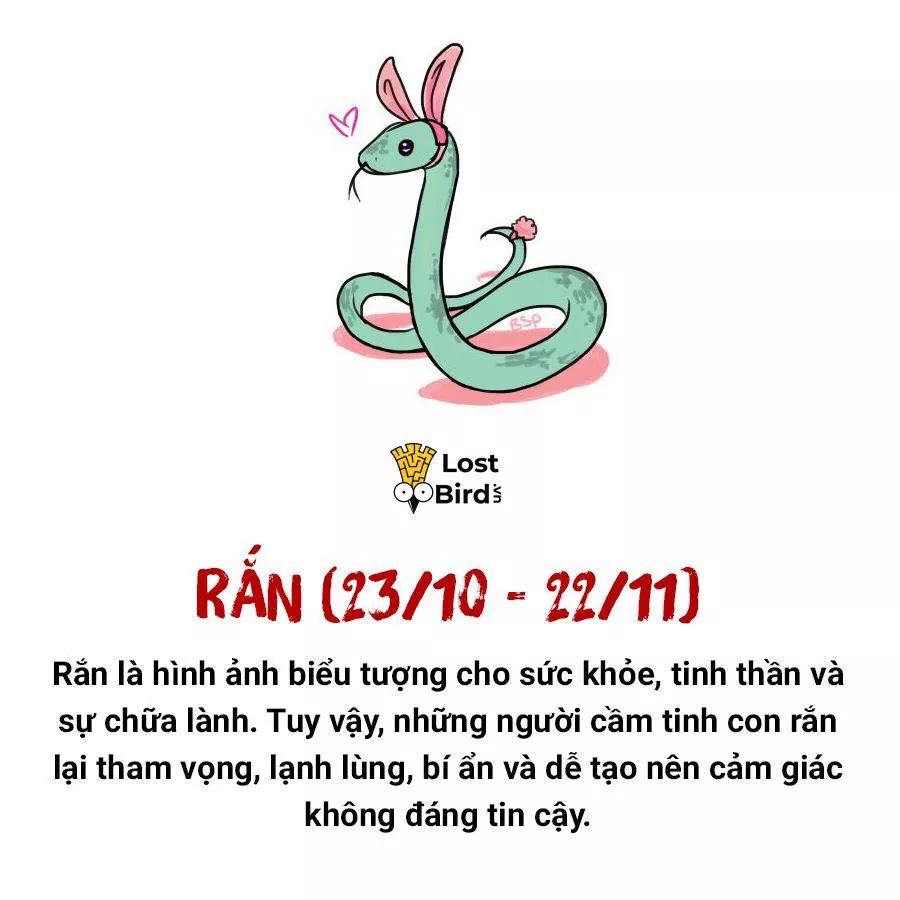 BSP
Lost
Bird.vn
RẮN (23/10 - 22/11)
Rắn là hình ảnh biểu tượng cho sức khỏe, tinh thần và
sự chữa lành. Tuy vậy, những người cầm tinh con rắn
lại tham vọng, lạnh lùng, bí ẩn và dễ tạo nên cảm giác
không đáng tin cậy.